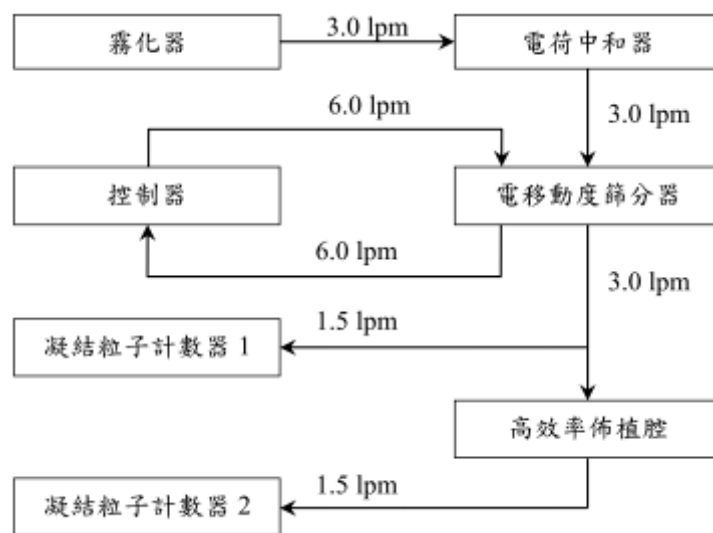 霧化器
3.0 lpm
電荷中和器
6.0 lpm
3.0 lpm
控制器
電移動度篩分器
6.0 lpm
3.0 lpm
1.5 lpm
凝結粒子計數器 1
高效率佈植腔
1.5 lpm
凝結粒子計數器 2